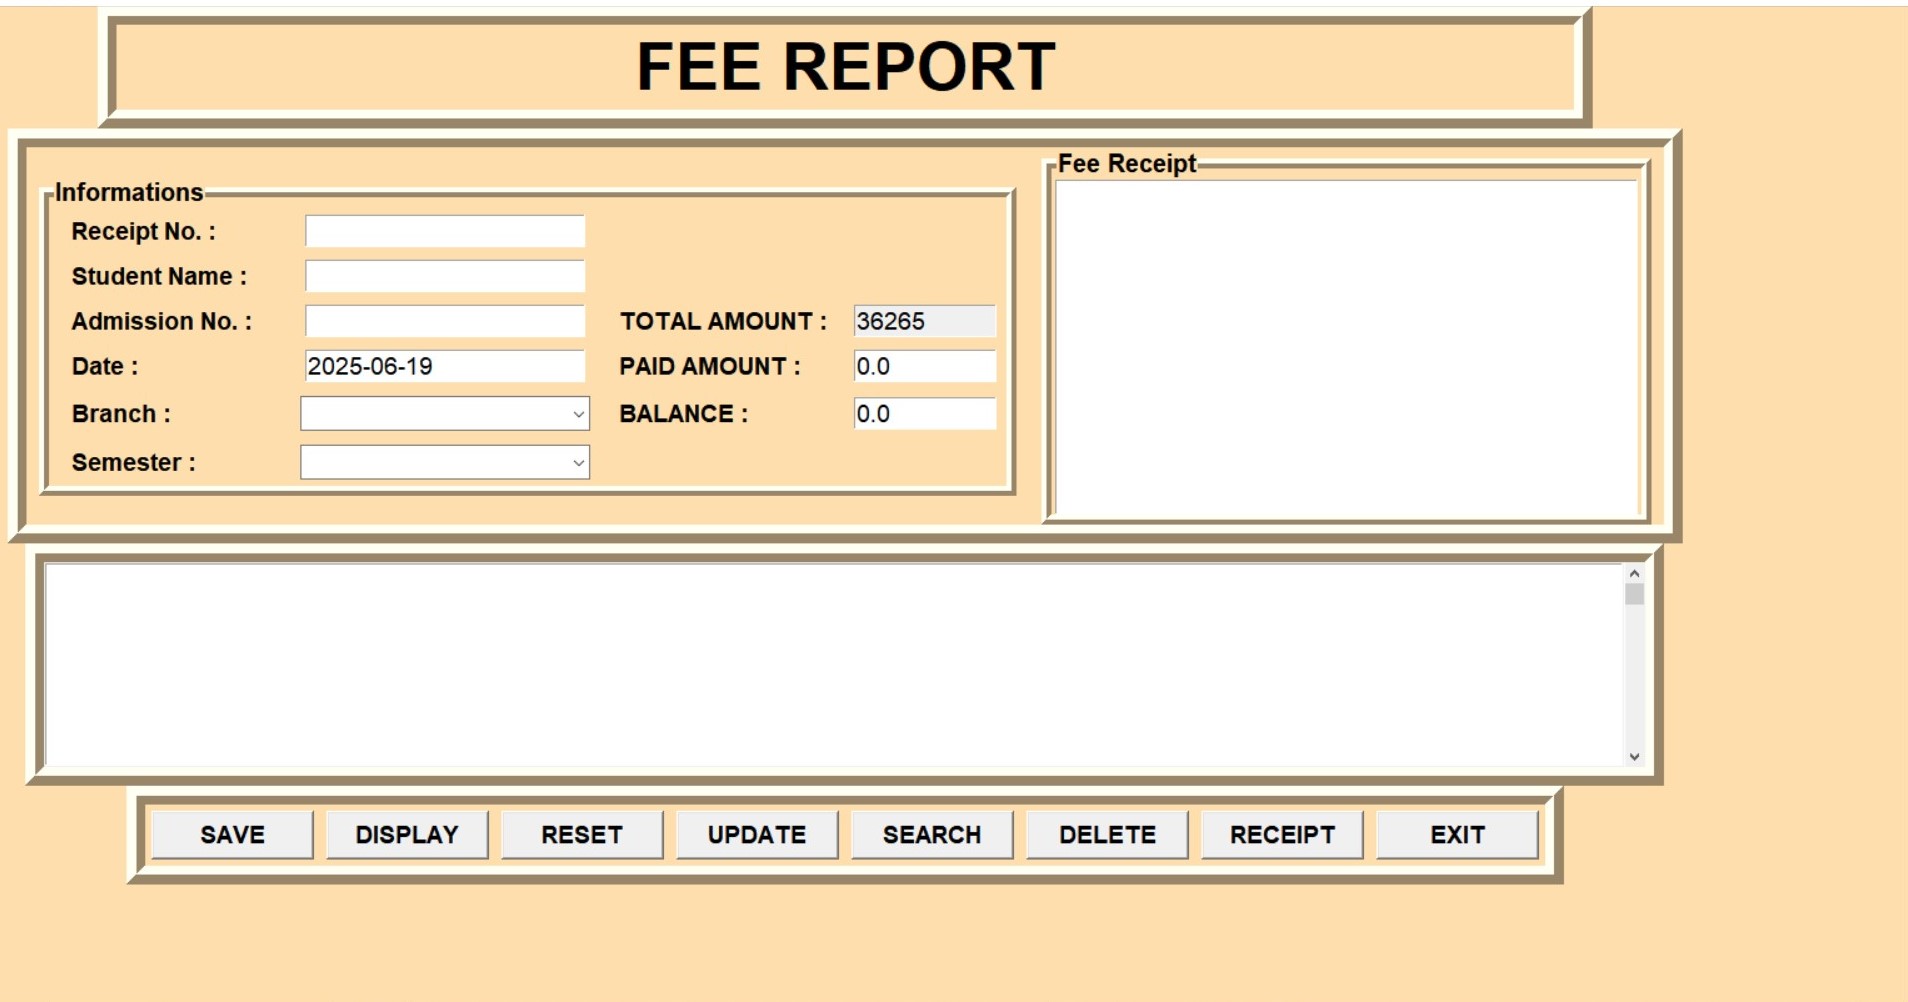 FEE REPORT
Informations
Receipt No. :
Student Name :
Admission No. :
Date : 2025-06-19
Branch :
Semester :
TOTAL AMOUNT : 36265
PAID AMOUNT : 0.0
BALANCE : 0.0
Fee Receipt
SAVE DISPLAY RESET UPDATE SEARCH DELETE RECEIPT EXIT